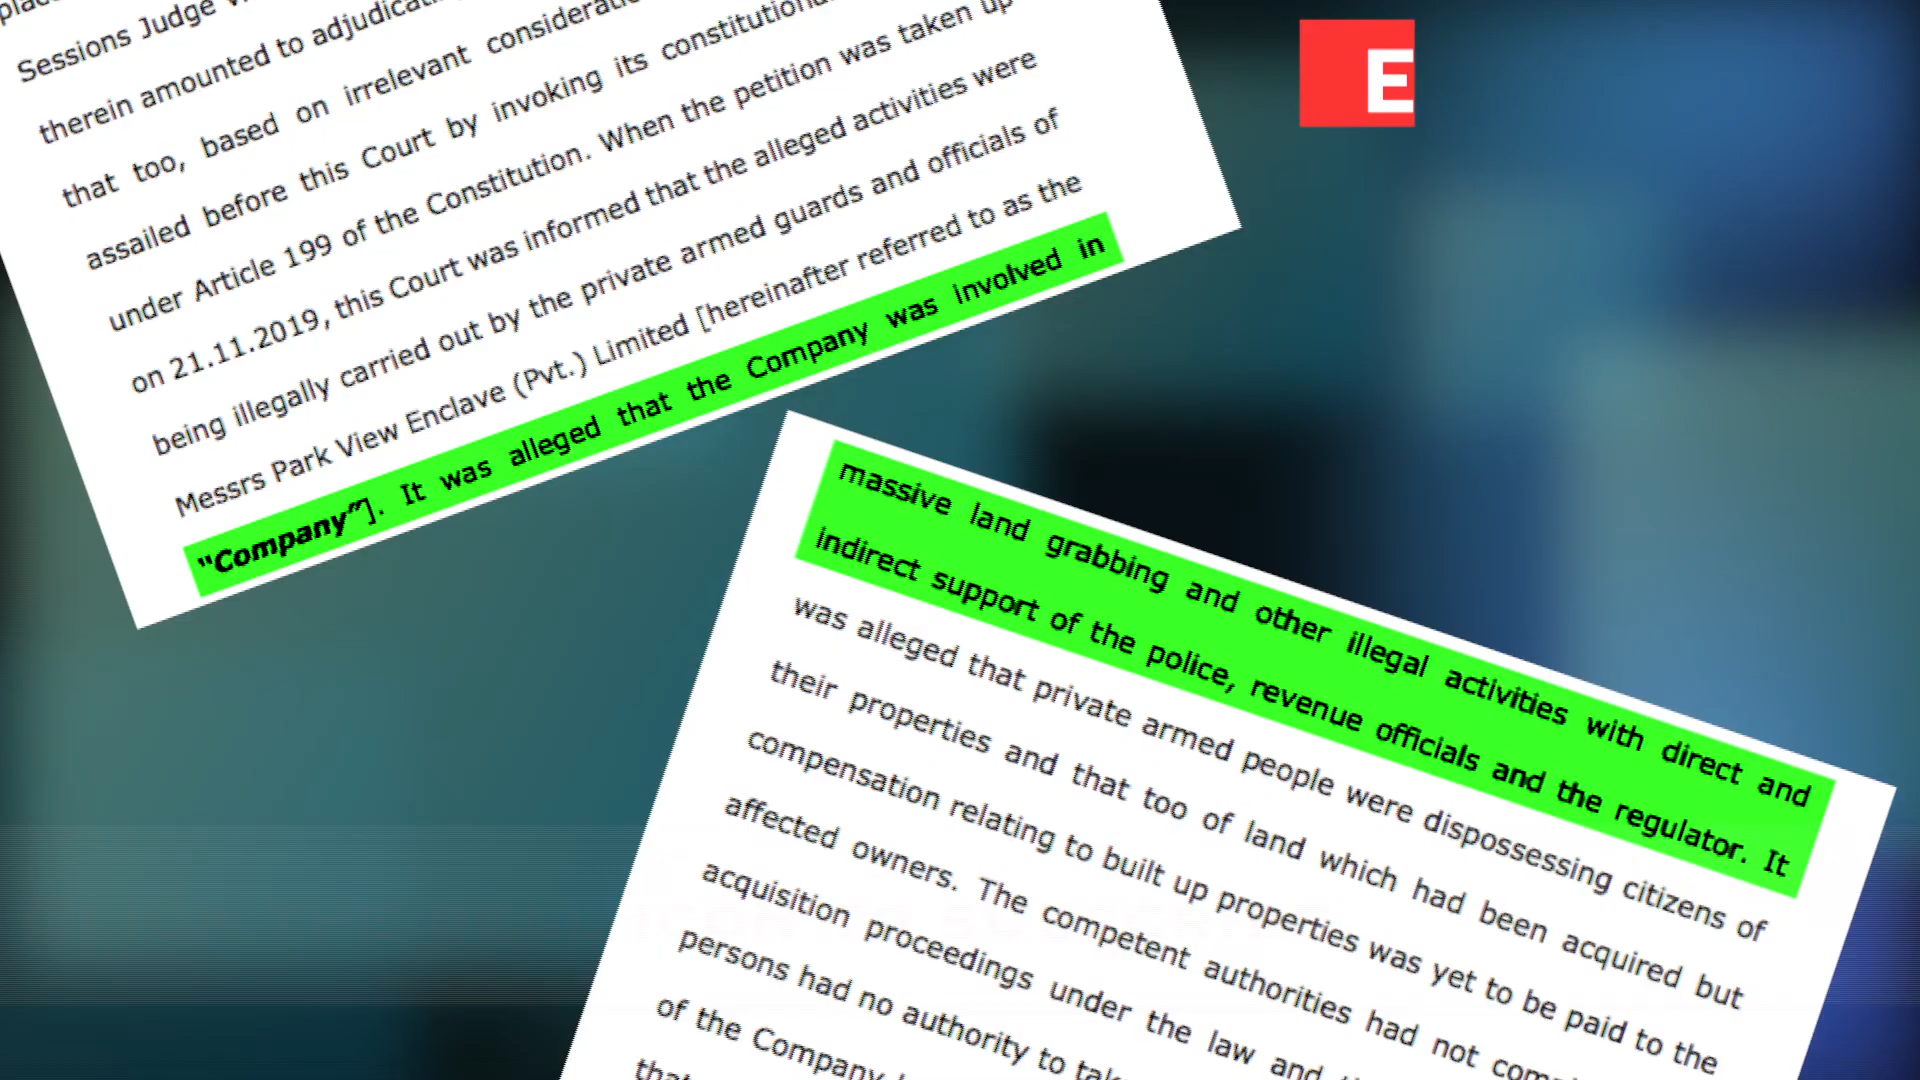 Sessions Judge
therein amounted to
that too, based on irrelevant
assailed before this Court by invoking its
under Article 199 of the Constitution. When the petition was taken up
on 21.11.2019, this Court was informed that the alleged activities were
being illegally carried out by the private armed guards and officials of
Messrs Park View Enclave (Pvt.) Limited [hereinafter referred to as the
"Company"]. It was alleged that the Company was involved in
E
massive land grabbing and other illegal activities with direct and
indirect support of the police, revenue officials and the regulator. It
was alleged that private armed people were dispossessing citizens of
their properties and that too of land which had been acquired but
compensation relating to built up properties was yet to be paid to the
affected owners. The competent authorities had not
acquisition proceedings under the law and
persons had no authority to
of the Company